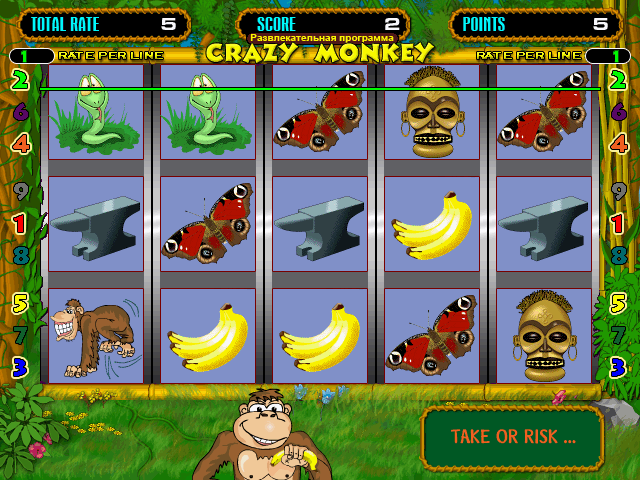 TOTAL RATE 5 SCORE 2 POINTS 5
Развлекательная программа
1 RATE PER LINE CRAZY MONKEY RATE PER LINE 1
2 2
6 6
4 4
9 9
1 1
8 8
5 5
7 7
3 3
TAKE OR RISK ...